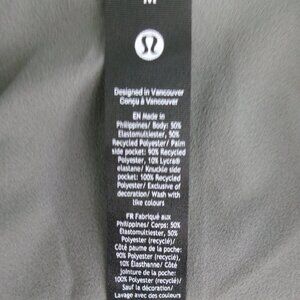 M
Designed in Vancouver
Conçu à Vancouver
EN Made in
Philippines/ Body: 50%
Elastomultiester, 50%
Recycled Polyester/ Palm
side pocket: 90% Recycled
Polyester, 10% Lycra®
elastane/ Knuckle side
pocket: 100% Recycled
Polyester/ Exclusive of
decoration/ Wash with
like colours
FR Fabriqué aux
Philippines/ Corps: 50%
Élastomultiester, 50%
Polyester (recyclé)/
Côté paume de la poche:
90% Polyester (recyclé),
10% Élasthanne/ Côté
jointure de la poche:
100% Polyester (recyclé)/
Sauf la décoration/
Lavage avec des couleurs